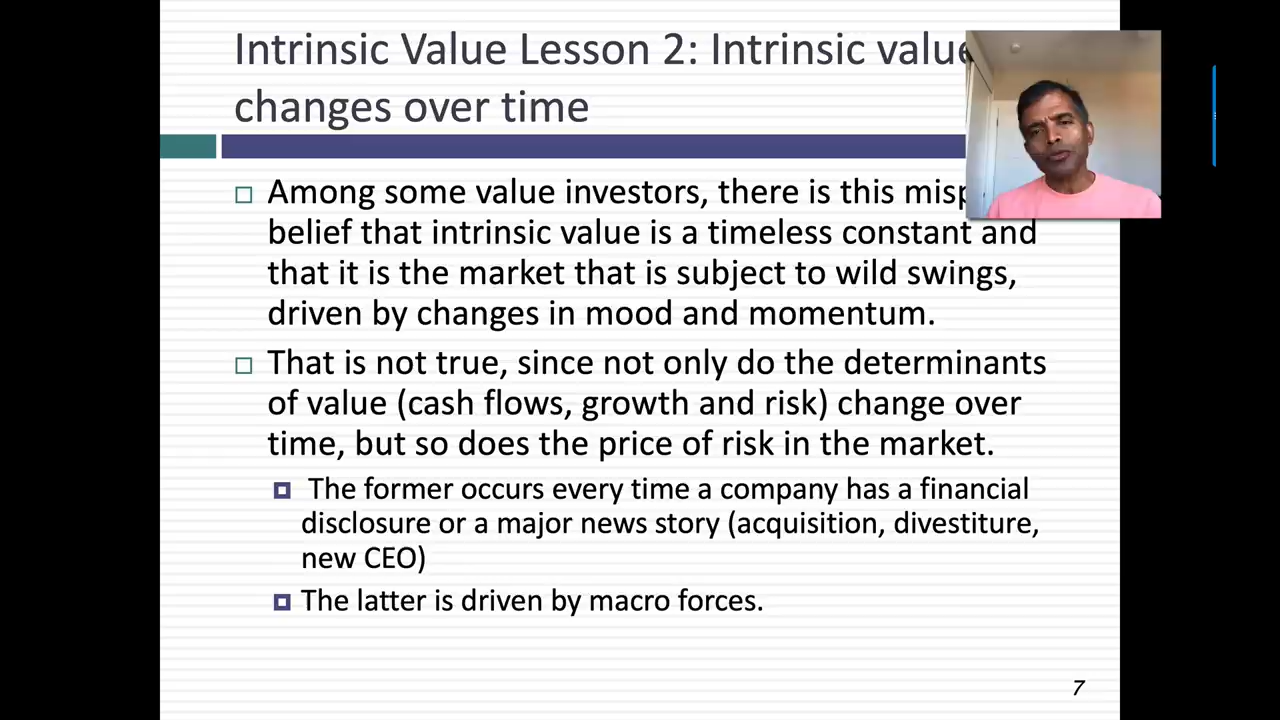 Intrinsic Value Lesson 2: Intrinsic value
changes over time
Among some value investors, there is this
belief that intrinsic value is a timeless constant and
that it is the market that is subject to wild swings,
driven by changes in mood and momentum.
That is not true, since not only do the determinants
of value (cash flows, growth and risk) change over
time, but so does the price of risk in the market.
The former occurs every time a company has a financial
disclosure or a major news story (acquisition, divestiture,
new CEO)
The latter is driven by macro forces.
7